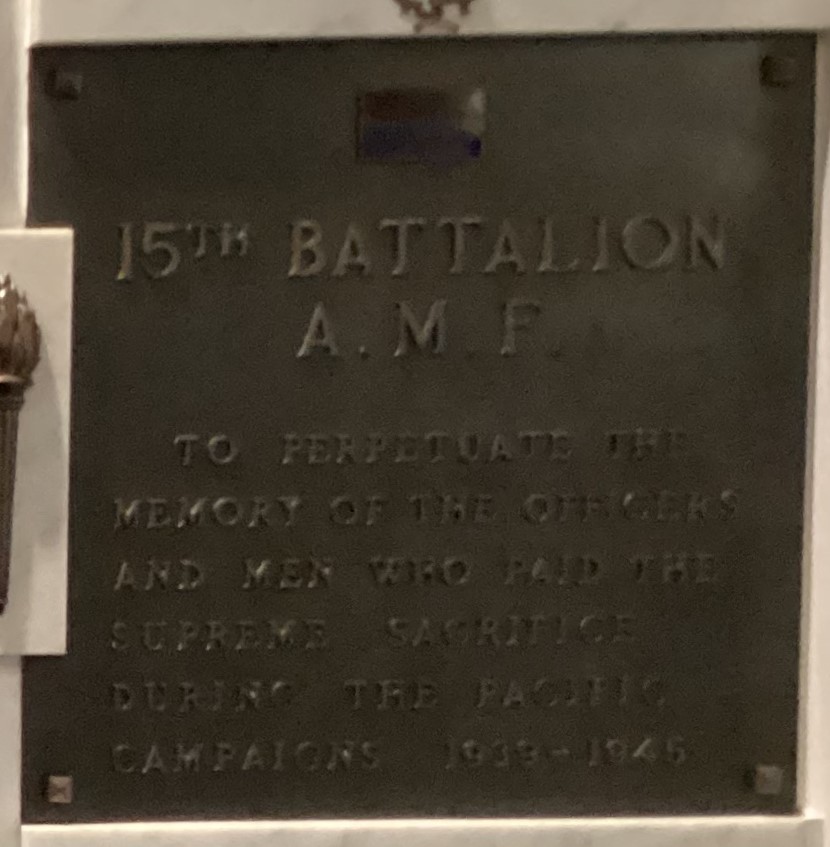 15TH BATTALION
A.M.F.
TO PERPETUATE THE
MEMORY OF THE OFFICERS
AND MEN WHO PAID THE
SUPREME SACRIFICE
DURING THE PACIFIC
CAMPAIGNS 1939-1945